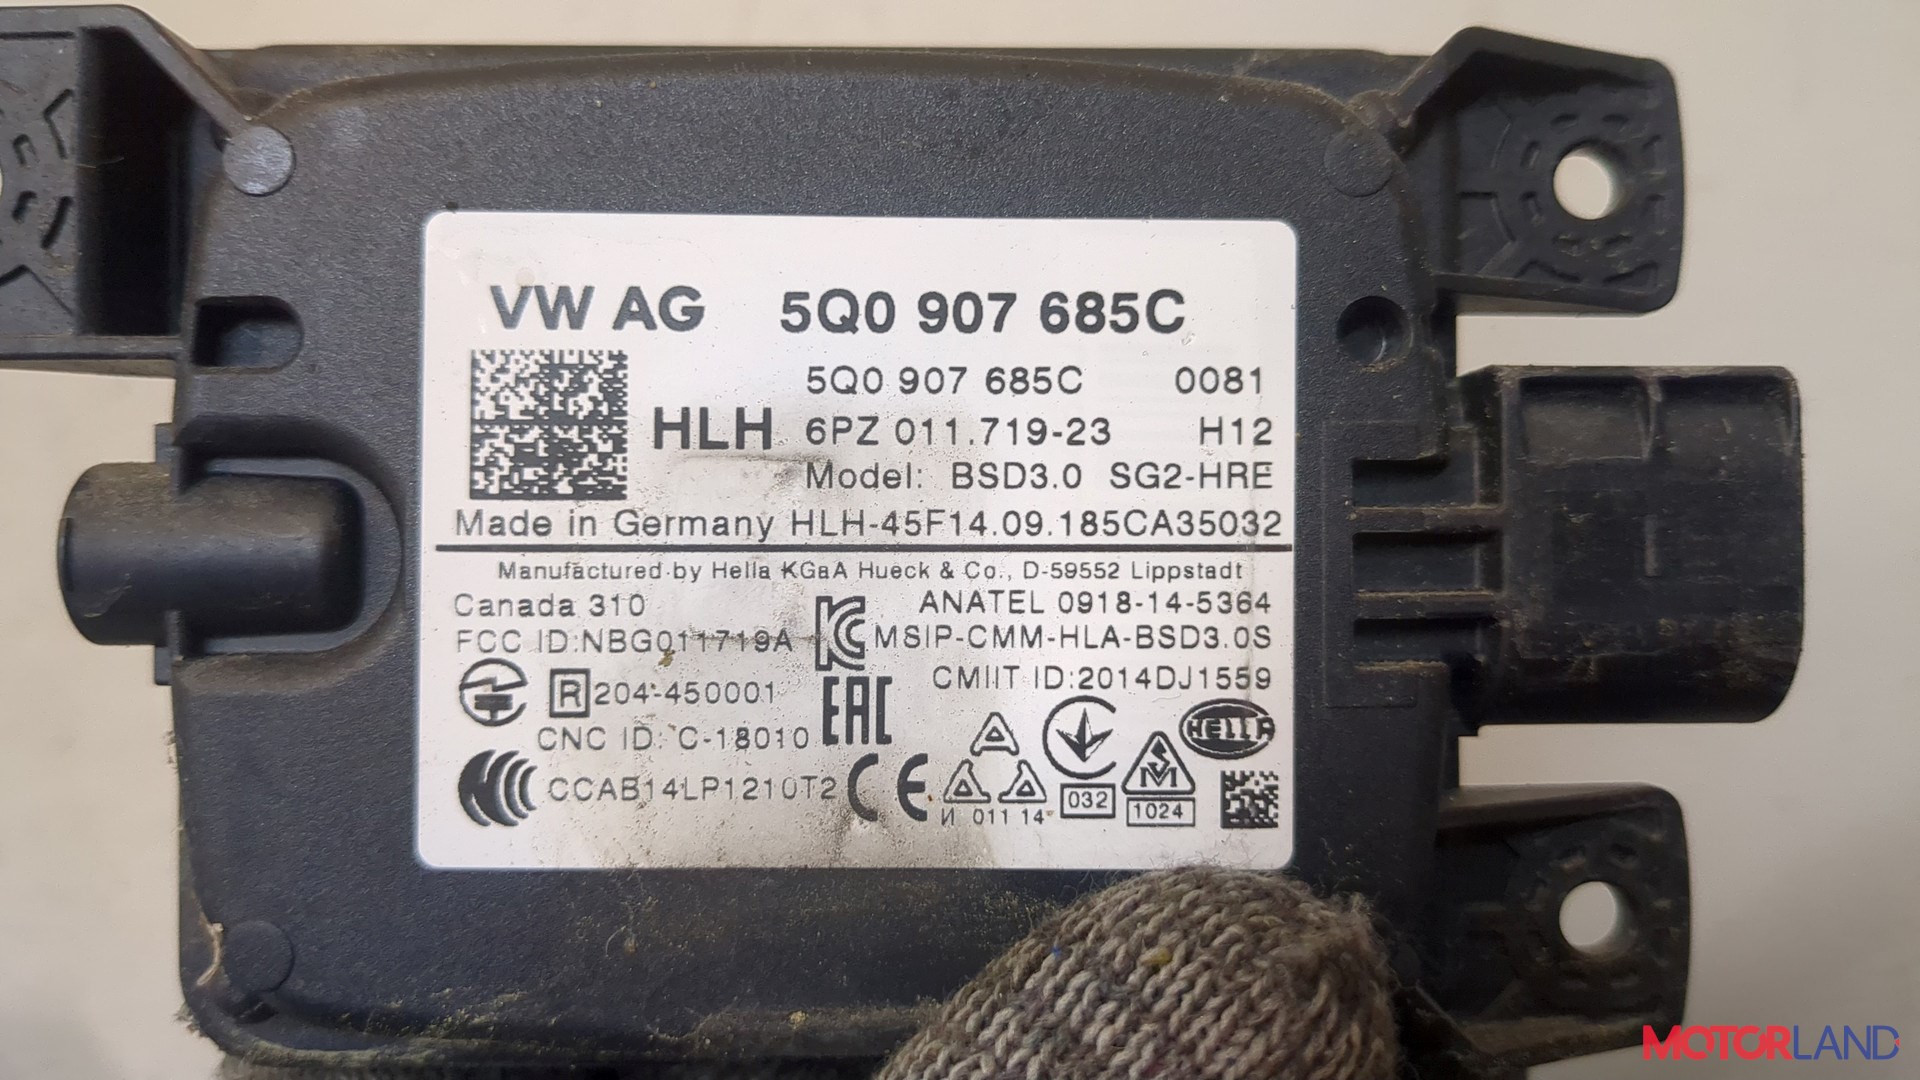 VW AG 5Q0 907 685C
5Q0 907 685C 0081
HLH 6PZ 011.719-23 H12
Model: BSD3.0 SG2-HRE
Made in Germany HLH-45F14.09.185CA35032
Manufactured by Hella KGaA Hueck & Co., D-59552 Lippstadt
Canada 310 ANATEL 0918-14-5364
FCC ID:NBG011719A MSIP-CMM-HLA-BSD3.0S
CMIIT ID:2014DJ1559
R 204-450001 EAC
HELLA
CNC ID: C-18010
CCAB14LP1210T2 CE
032
И 011 14
1024
MOTORLAND